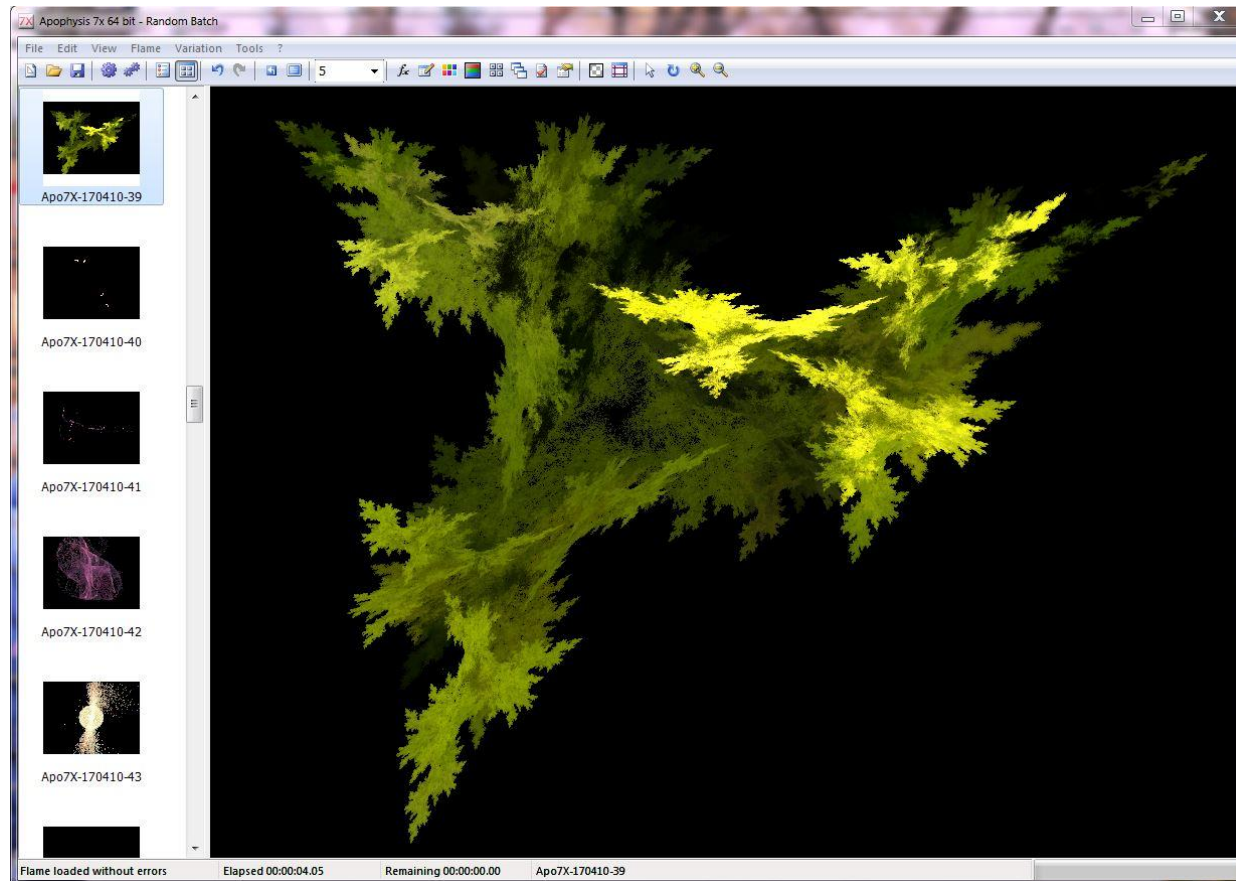 7X Apophysis 7x 64 bit - Random Batch
File Edit View Flame Variation Tools ?
5
Apo7X-170410-39
Apo7X-170410-40
Apo7X-170410-41
Apo7X-170410-42
Apo7X-170410-43
Flame loaded without errors Elapsed 00:00:04.05 Remaining 00:00:00.00 Apo7X-170410-39